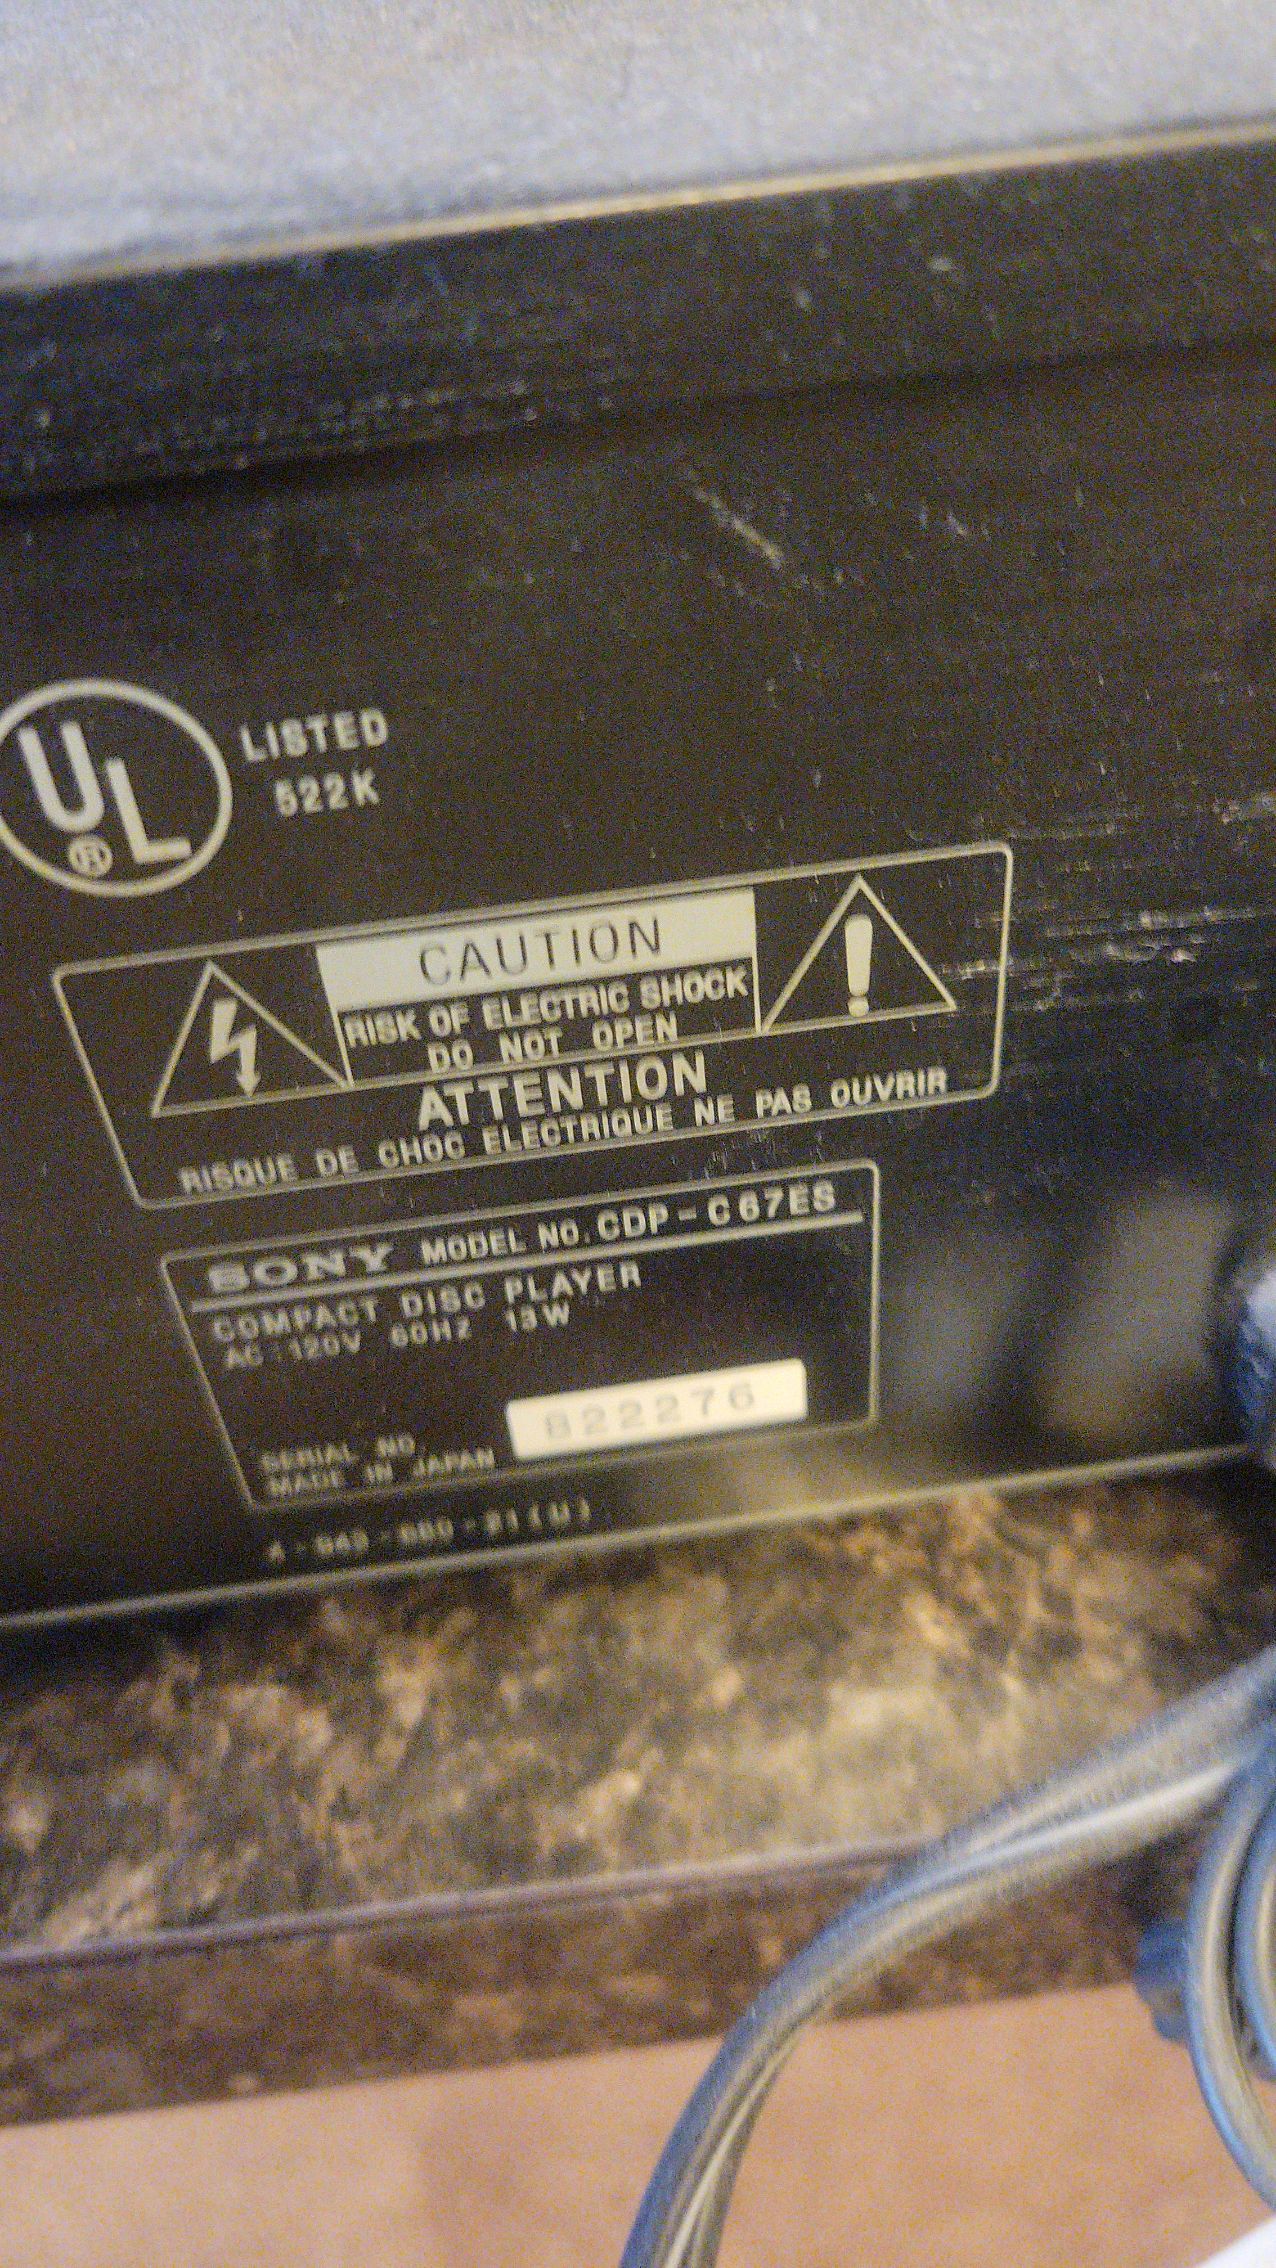 UL
®
LISTED
522K
CAUTION
RISK OF ELECTRIC SHOCK
DO NOT OPEN
ATTENTION
RISQUE DE CHOC ELECTRIQUE NE PAS OUVRIR
SONY MODEL NO. CDP-C67ES
COMPACT DISC PLAYER
AC : 120V 60HZ 13W
SERIAL NO. 822276
MADE IN JAPAN